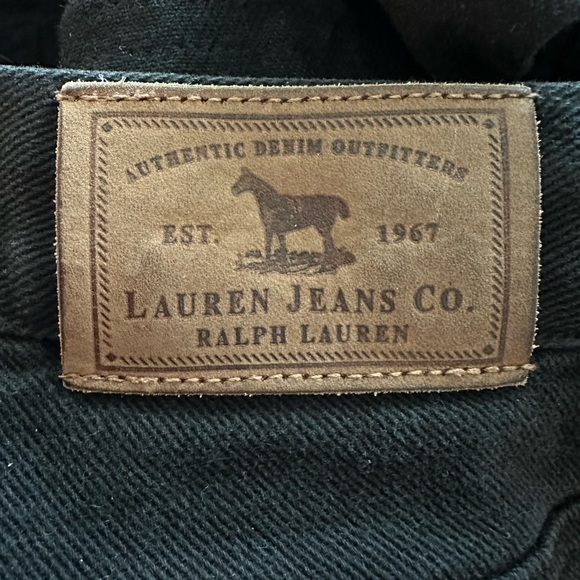 AUTHENTIC DENIM OUTFITTERS
EST. 1967
LAUREN JEANS CO.
RALPH LAUREN